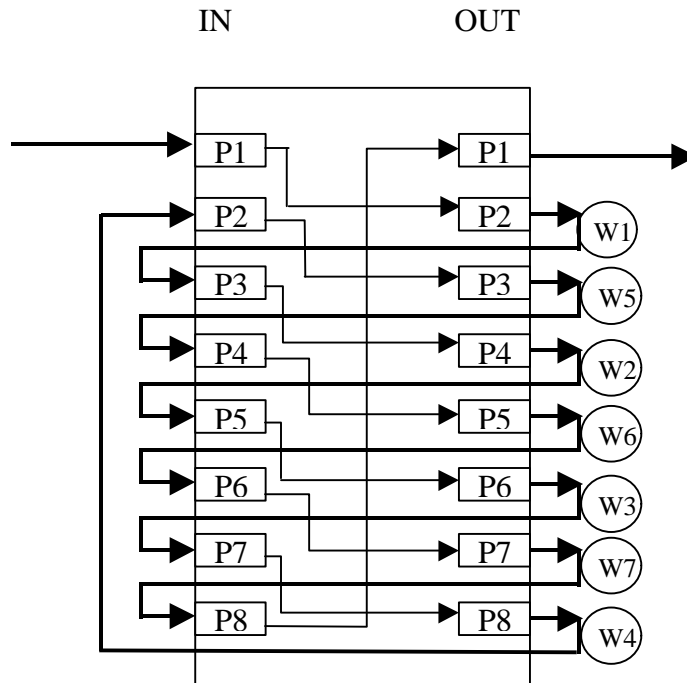 IN OUT
P1 P1
P2 P2 W1
P3 P3 W5
P4 P4 W2
P5 P5 W6
P6 P6 W3
P7 P7 W7
P8 P8 W4